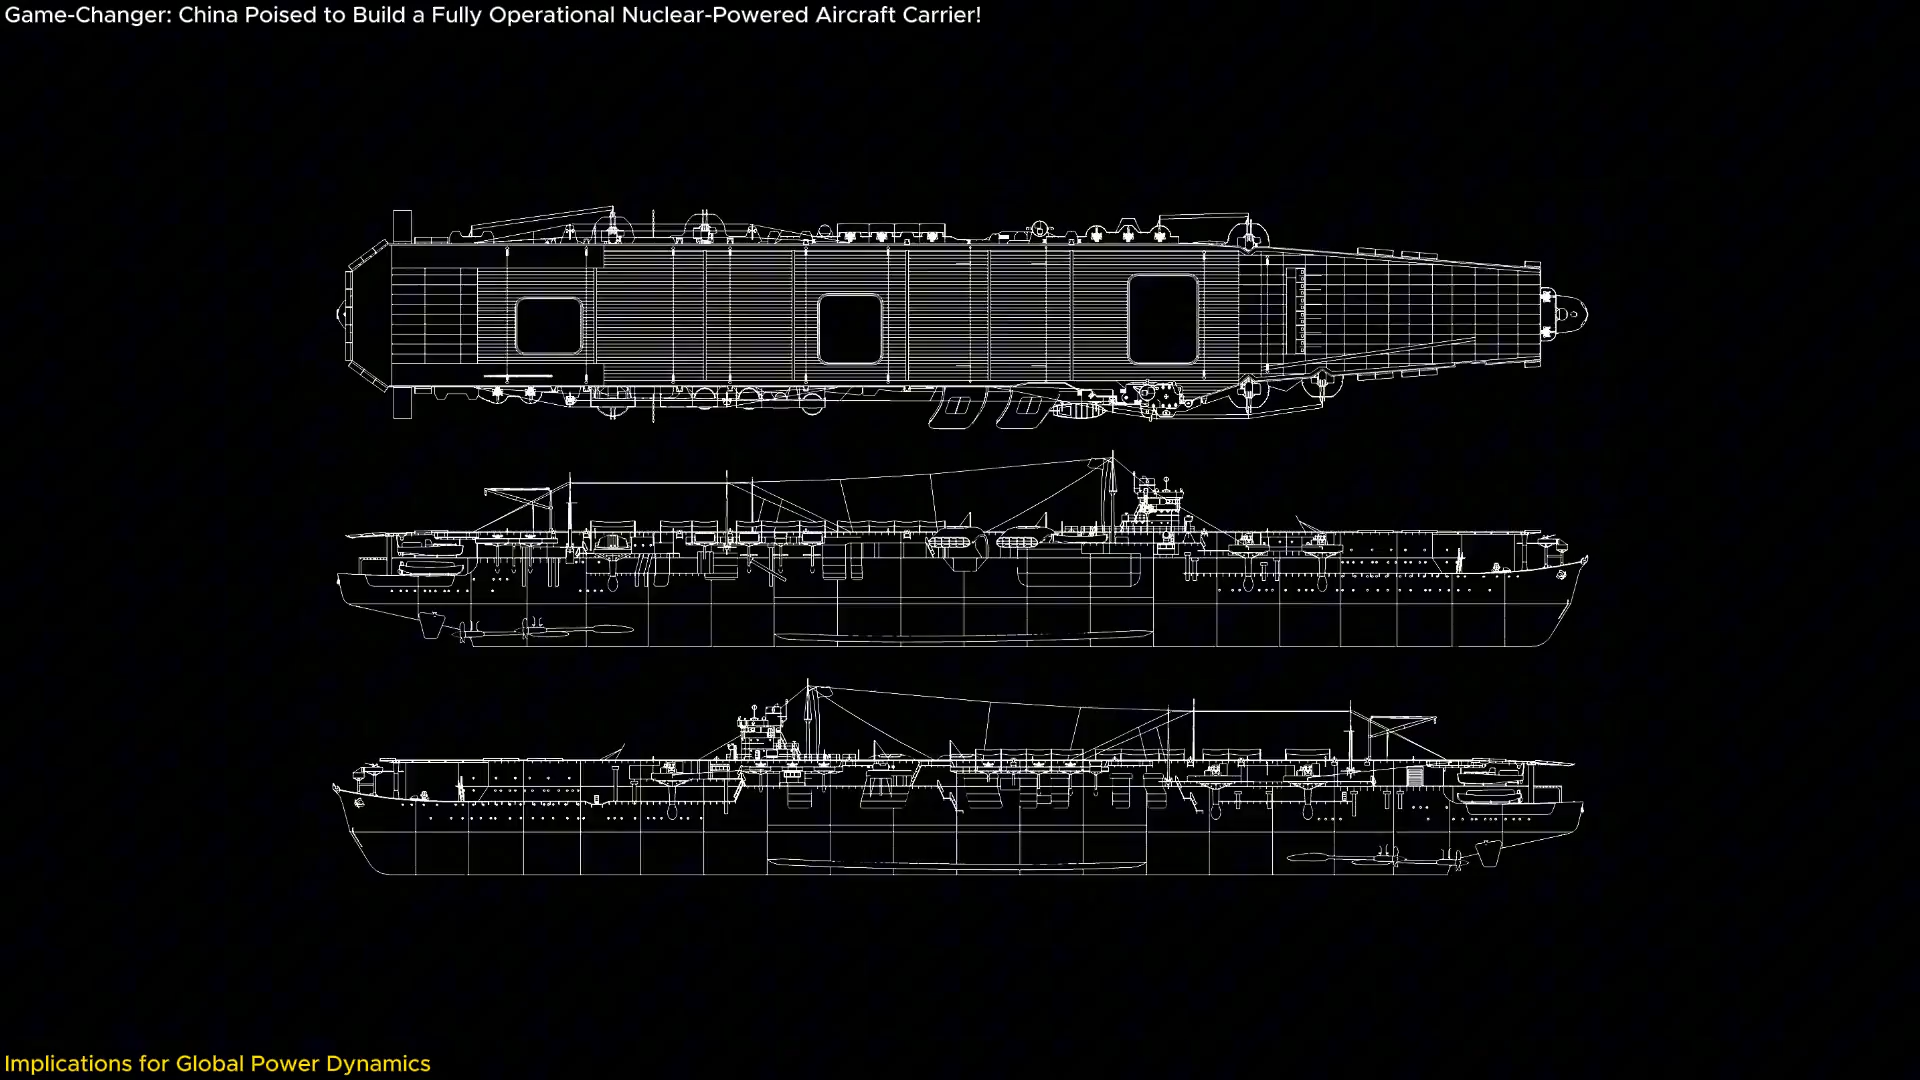 Game-Changer: China Poised to Build a Fully Operational Nuclear-Powered Aircraft Carrier!
Implications for Global Power Dynamics